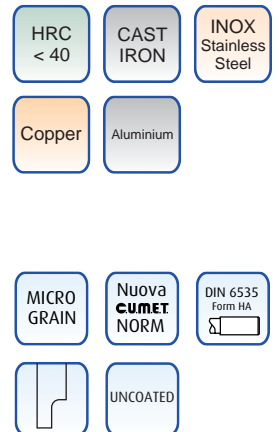 HRC
< 40
CAST
IRON
INOX
Stainless
Steel
Copper
Aluminium
MICRO
GRAIN
Nuova
C.U.M.E.T.
NORM
DIN 6535
Form HA
UNCOATED